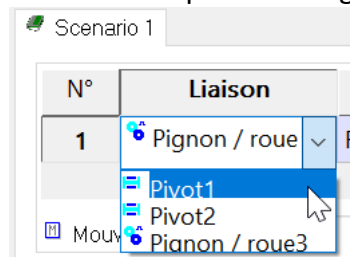 Scenario 1
N° Liaison
1 Pignon / roue
Pivot1
Pivot2
Mouv Pignon / roue3